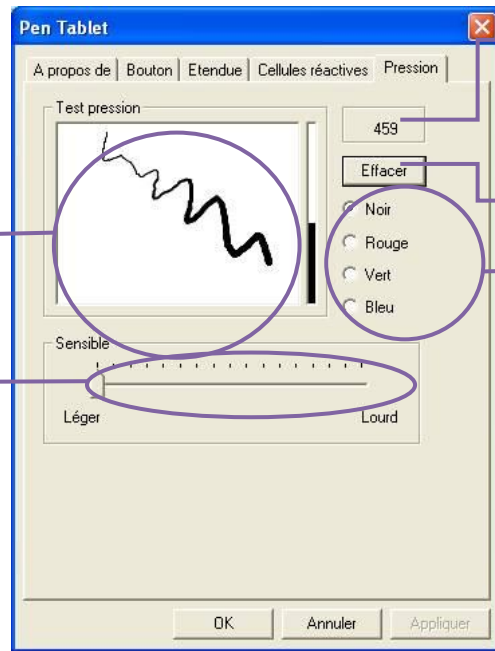 Pen Tablet
A propos de Bouton Etendue Cellules réactives Pression
Test pression
459
Effacer
Noir
Rouge
Vert
Bleu
Sensible
Léger Lourd
OK Annuler Appliquer